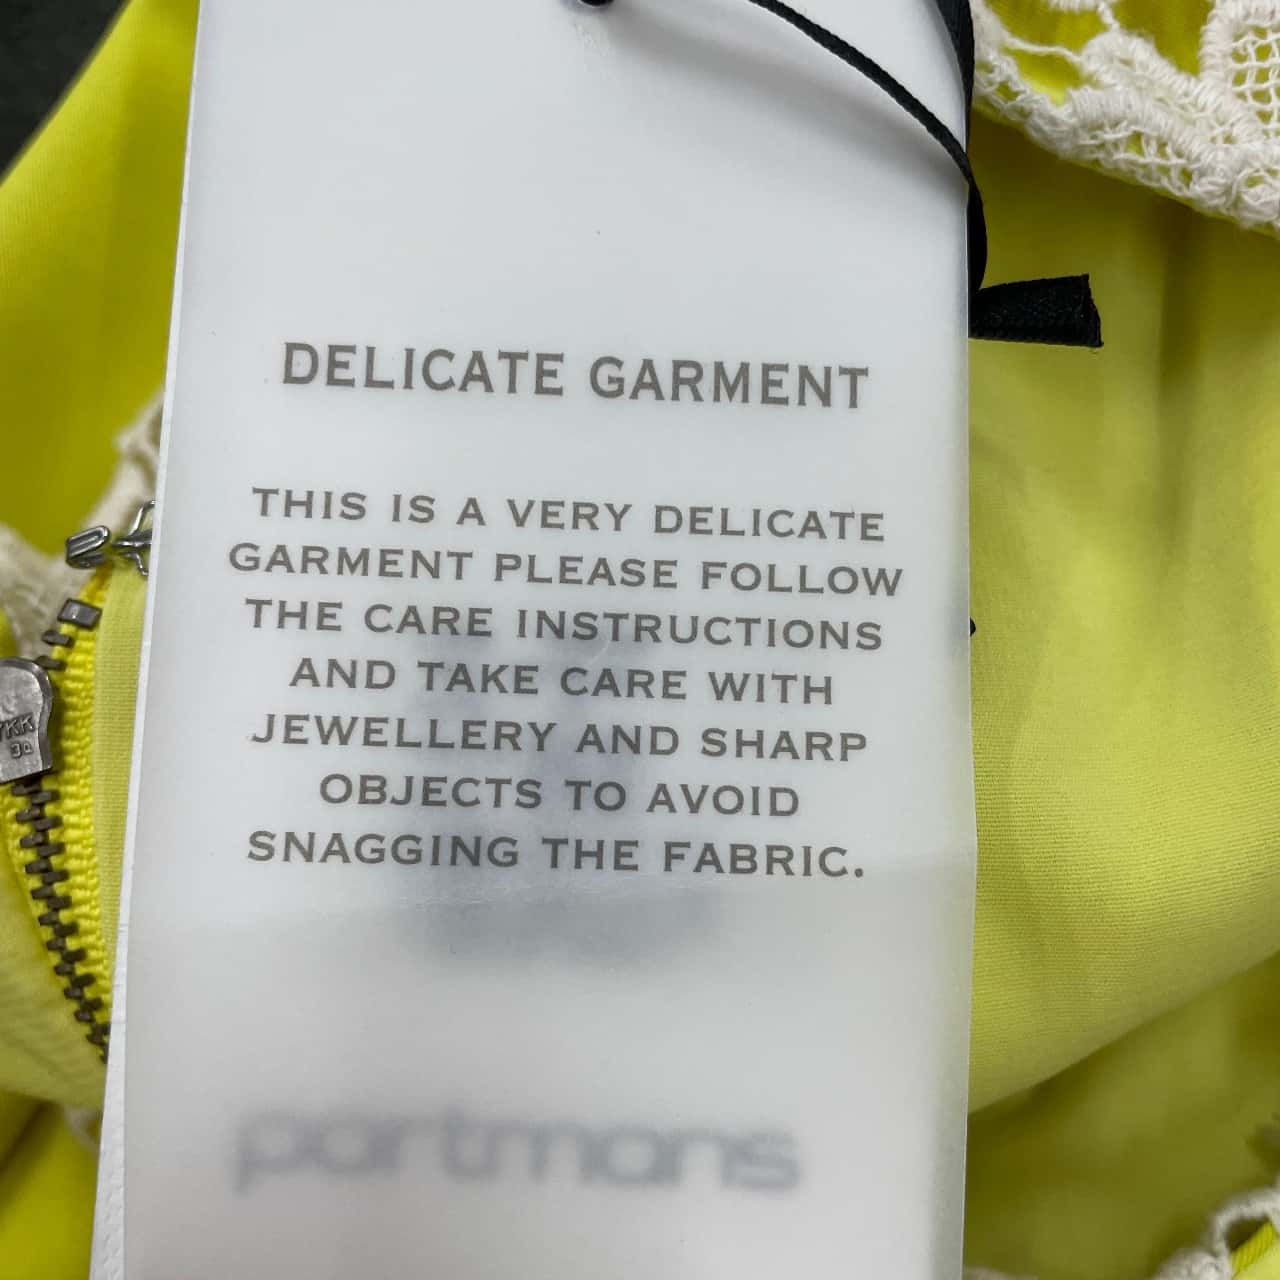 DELICATE GARMENT
THIS IS A VERY DELICATE
GARMENT PLEASE FOLLOW
THE CARE INSTRUCTIONS
AND TAKE CARE WITH
JEWELLERY AND SHARP
OBJECTS TO AVOID
SNAGGING THE FABRIC.
YKK
portmans